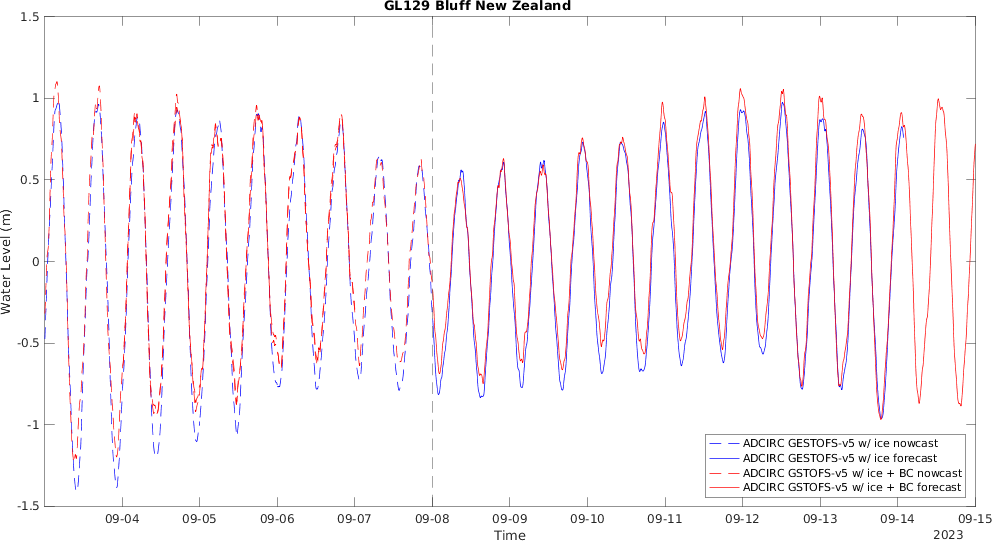 GL129 Bluff New Zealand
1.5
1
0.5
0
-0.5
-1
-1.5
Water Level (m)
09-04 09-05 09-06 09-07 09-08 09-09 09-10 09-11 09-12 09-13 09-14 09-15
Time
2023
ADCIRC GESTOFS-v5 w/ ice nowcast
ADCIRC GESTOFS-v5 w/ ice forecast
ADCIRC GSTOFS-v5 w/ ice + BC nowcast
ADCIRC GSTOFS-v5 w/ ice + BC forecast